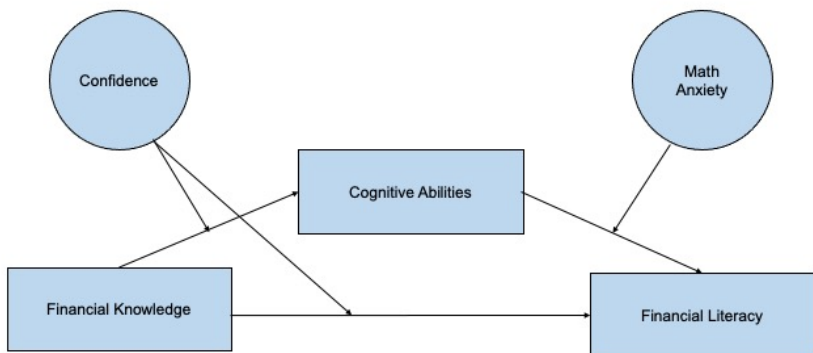 Confidence
Math
Anxiety
Cognitive Abilities
Financial Knowledge
Financial Literacy